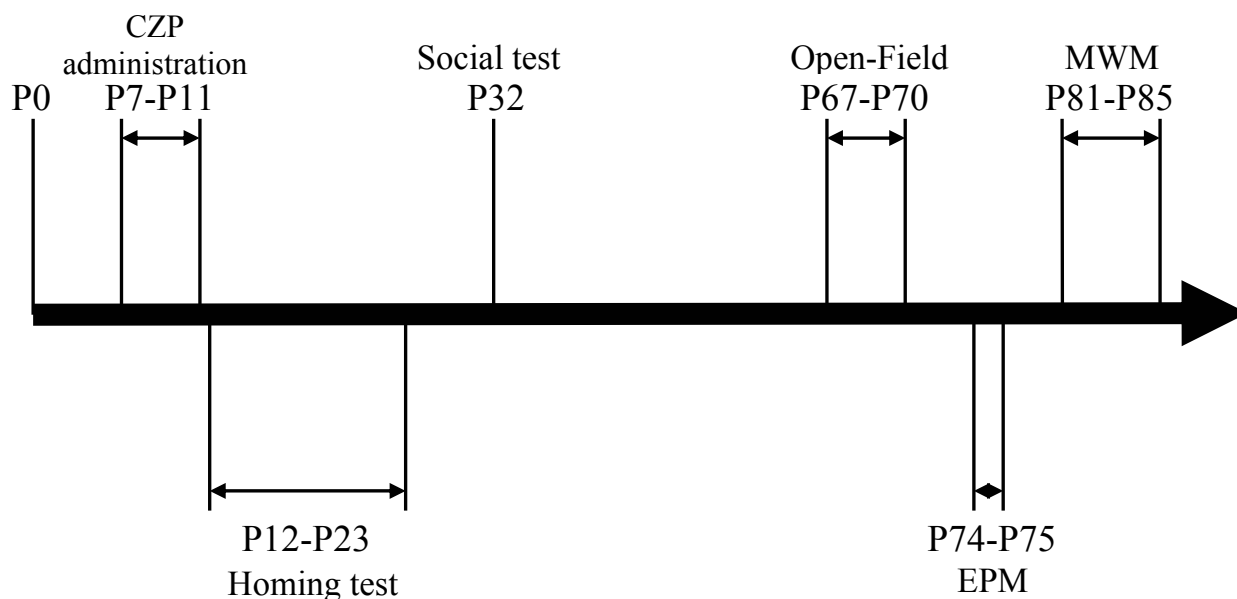 CZP
administration
P0 P7-P11
Social test
P32
Open-Field
P67-P70
MWM
P81-P85
P12-P23
Homing test
P74-P75
EPM